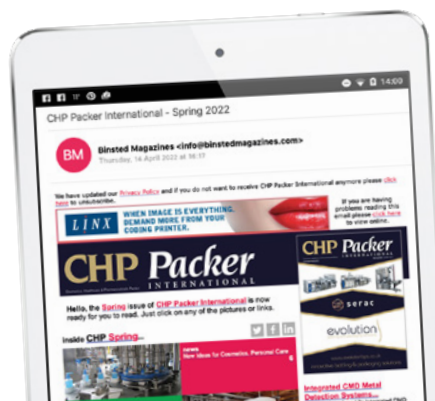 14:09
CHP Packer International - Spring 2022
BM
Binsted Magazines <info@binstedmagazines.com>
Thursday, 14 April 2022 at 10:17
We have updated our Privacy Policy and if you do not want to receive CHP Packer International anymore please click
here to unsubscribe.
LINX
WHEN IMAGE IS EVERYTHING.
DEMAND MORE FROM YOUR
CODING PRINTER.
If you are having
problems reading this
email please click here
to view online.
CHP Packer
INTERNATIONAL
CHP Packer
INTERNATIONAL
serac
evolution
Hello, the Spring issue of CHP Packer International is now
ready for you to read. Just click on any of the pictures or links.
Inside CHP Spring...
news
New Ideas for Cosmetics, Personal Care
6
Integrated CMD Metal
Detection Systems...